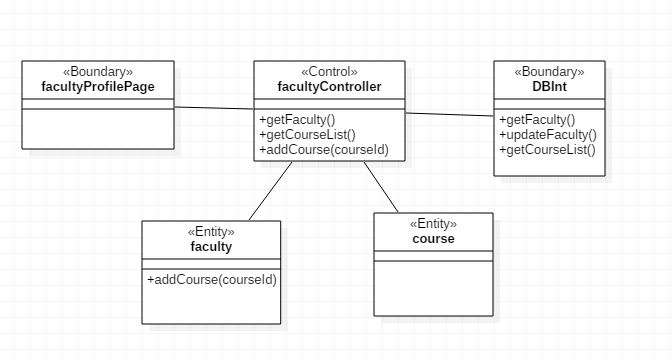 «Boundary»
facultyProfilePage
«Control»
facultyController
+getFaculty()
+getCourseList()
+addCourse(courseId)
«Boundary»
DBInt
+getFaculty()
+updateFaculty()
+getCourseList()
«Entity»
faculty
+addCourse(courseId)
«Entity»
course